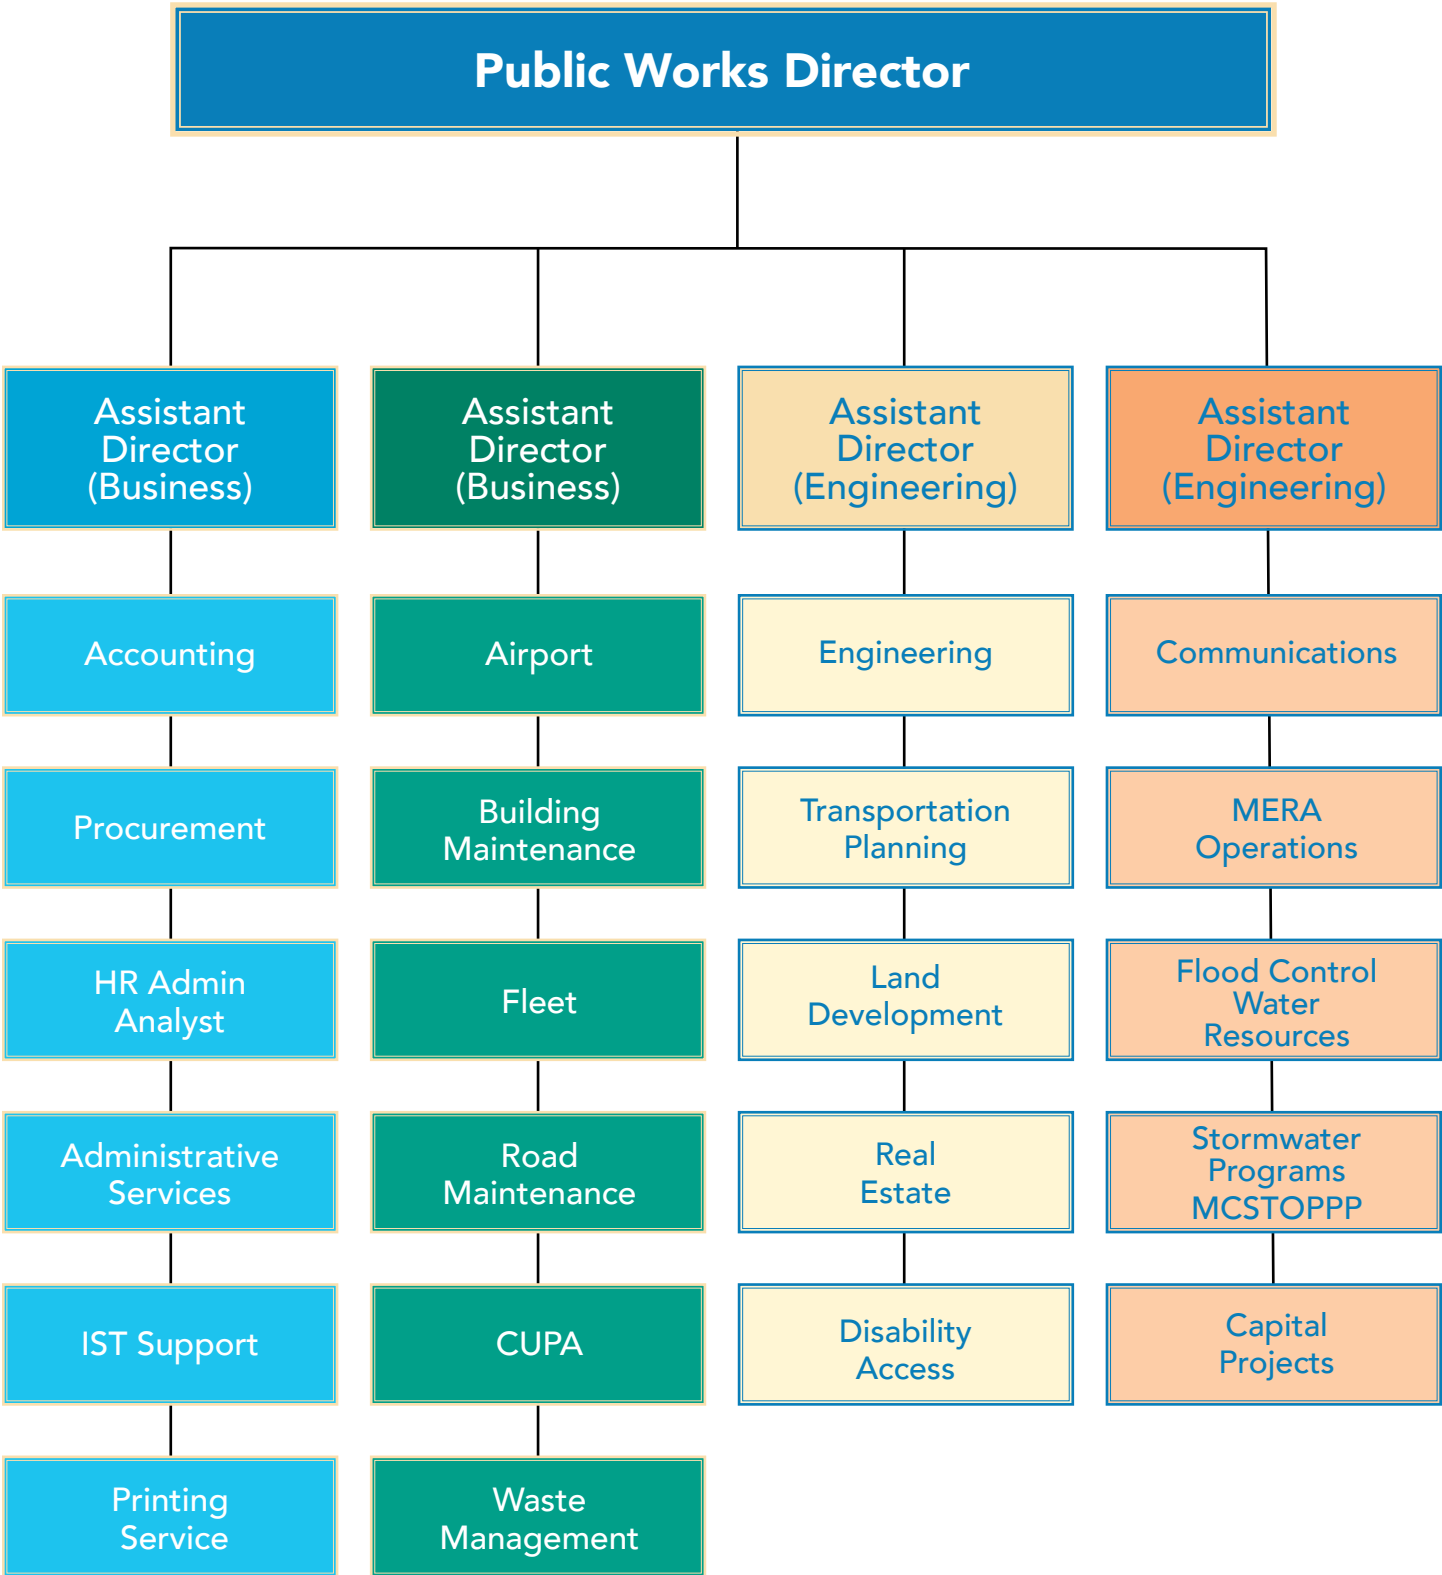 Public Works Director
Assistant
Director
(Business)
Assistant
Director
(Business)
Assistant
Director
(Engineering)
Assistant
Director
(Engineering)
Accounting
Airport
Engineering
Communications
Procurement
Building
Maintenance
Transportation
Planning
MERA
Operations
HR Admin
Analyst
Fleet
Land
Development
Flood Control
Water
Resources
Administrative
Services
Road
Maintenance
Real
Estate
Stormwater
Programs
MCSTOPPP
IST Support
CUPA
Disability
Access
Capital
Projects
Printing
Service
Waste
Management